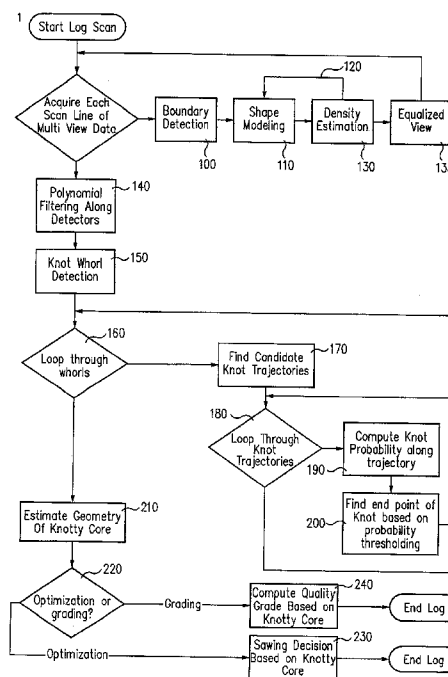 1
Start Log Scan
120
Acquire Each
Scan Line of
Multi View Data
Boundary
Detection
100
Shape
Modeling
110
Density
Estimation
130
Equalized
View
140
Polynomial
Filtering Along
Detectors
150
Knot Whorl
Detection
160
Loop through
whorls
170
Find Candidate
Knot Trajectories
180
Loop Through
Knot Trajectories
Compute Knot
Probability along
trajectory
190
200
Find end point of
Knot based on
probability
thresholding
210
Estimate Geometry
Of Knotty Core
220
Optimization or
grading?
Grading
240
Compute Quality
Grade Based on
Knotty Core
End Log
Optimization
230
Sawing Decision
Based on Knotty
Core
End Log